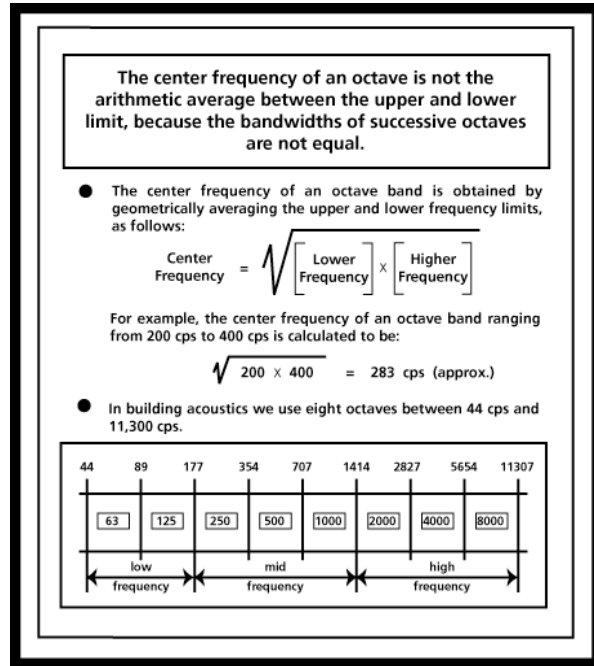 The center frequency of an octave is not the
arithmetic average between the upper and lower
limit, because the bandwidths of successive octaves
are not equal.
● The center frequency of an octave band is obtained by
geometrically averaging the upper and lower frequency limits,
as follows:
Center Frequency = √ [Lower Frequency] × [Higher Frequency]
For example, the center frequency of an octave band ranging
from 200 cps to 400 cps is calculated to be:
√ 200 × 400 = 283 cps (approx.)
● In building acoustics we use eight octaves between 44 cps and
11,300 cps.
44 89 177 354 707 1414 2827 5654 11307
63 125 250 500 1000 2000 4000 8000
low mid high
frequency frequency frequency